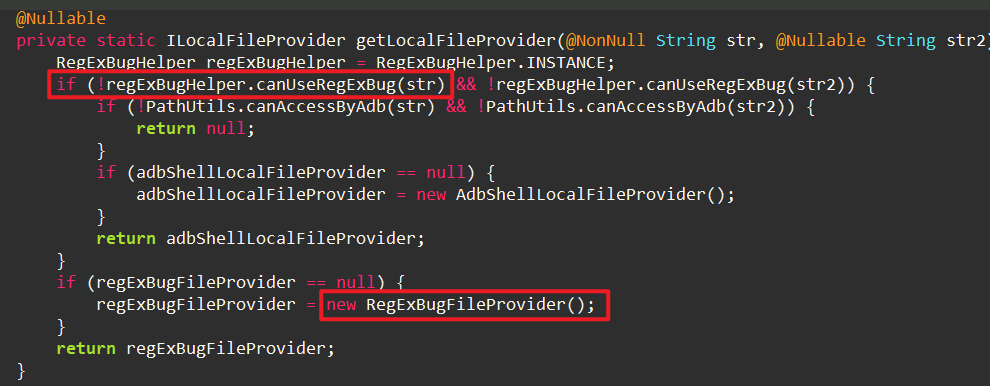 @Nullable
private static ILocalFileProvider getLocalFileProvider(@NonNull String str, @Nullable String str2)
RegExBugHelper regExBugHelper = RegExBugHelper.INSTANCE;
if (!regExBugHelper.canUseRegExBug(str) && !regExBugHelper.canUseRegExBug(str2)) {
if (!PathUtils.canAccessByAdb(str) && !PathUtils.canAccessByAdb(str2)) {
return null;
}
if (adbShellLocalFileProvider == null) {
adbShellLocalFileProvider = new AdbShellLocalFileProvider();
}
return adbShellLocalFileProvider;
}
if (regExBugFileProvider == null) {
regExBugFileProvider = new RegExBugFileProvider();
}
return regExBugFileProvider;
}